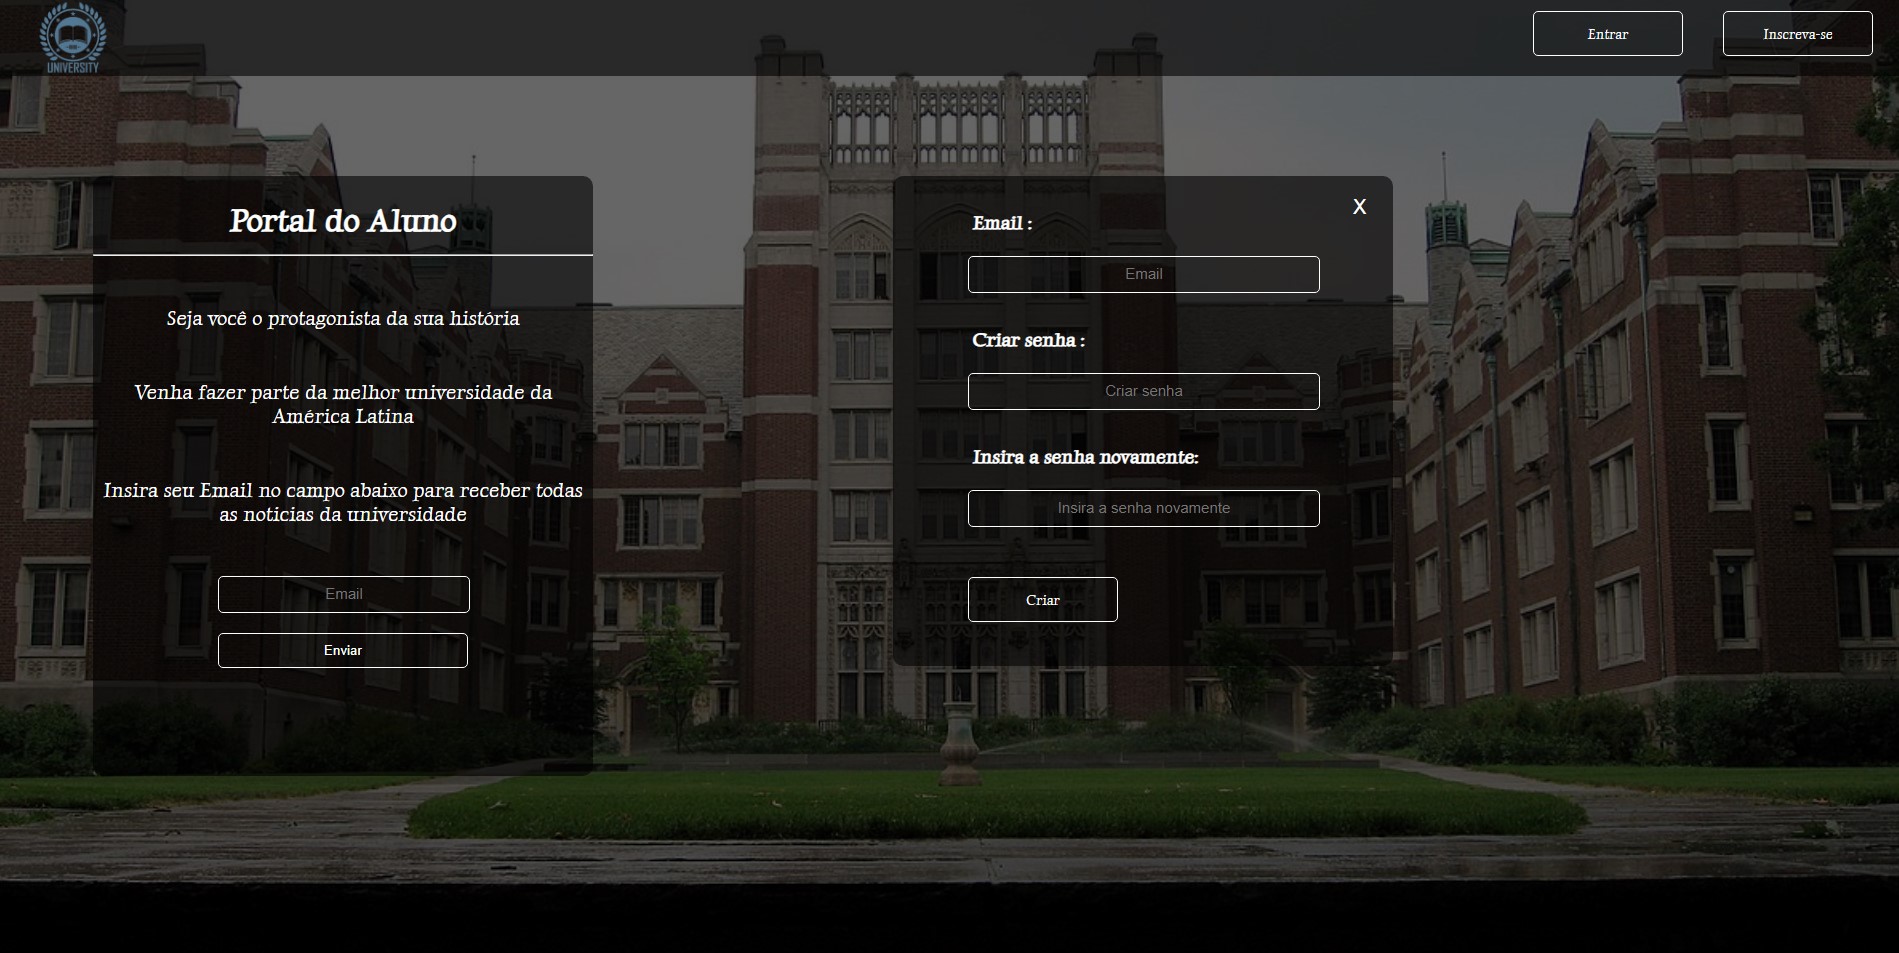 UNIVERSITY
Entrar
Inscreva-se
Portal do Aluno
Seja você o protagonista da sua história
Venha fazer parte da melhor universidade da
América Latina
Insira seu Email no campo abaixo para receber todas
as noticias da universidade
Email
Enviar
X
Email :
Email
Criar senha :
Criar senha
Insira a senha novamente:
Insira a senha novamente
Criar